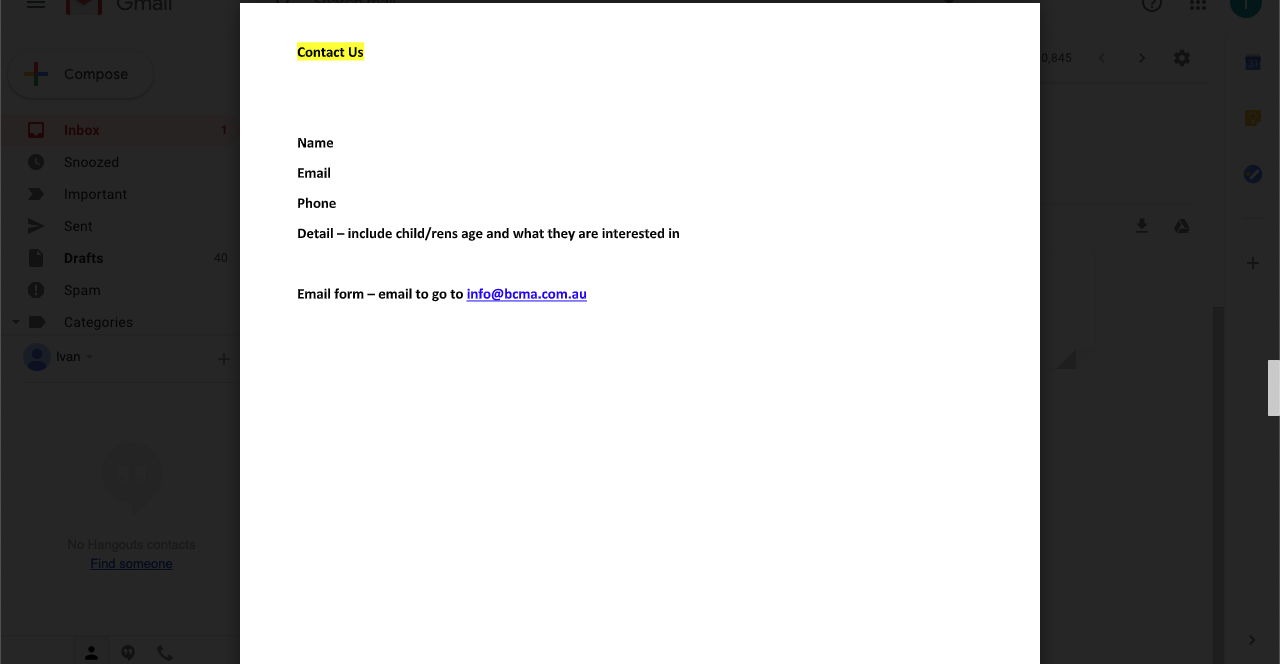 Gmail
Compose
Inbox 1
Snoozed
Important
Sent
Drafts 40
Spam
Categories
Ivan
No Hangouts contacts
Find someone
Contact Us
Name
Email
Phone
Detail – include child/rens age and what they are interested in
Email form – email to go to info@bcma.com.au
0,845